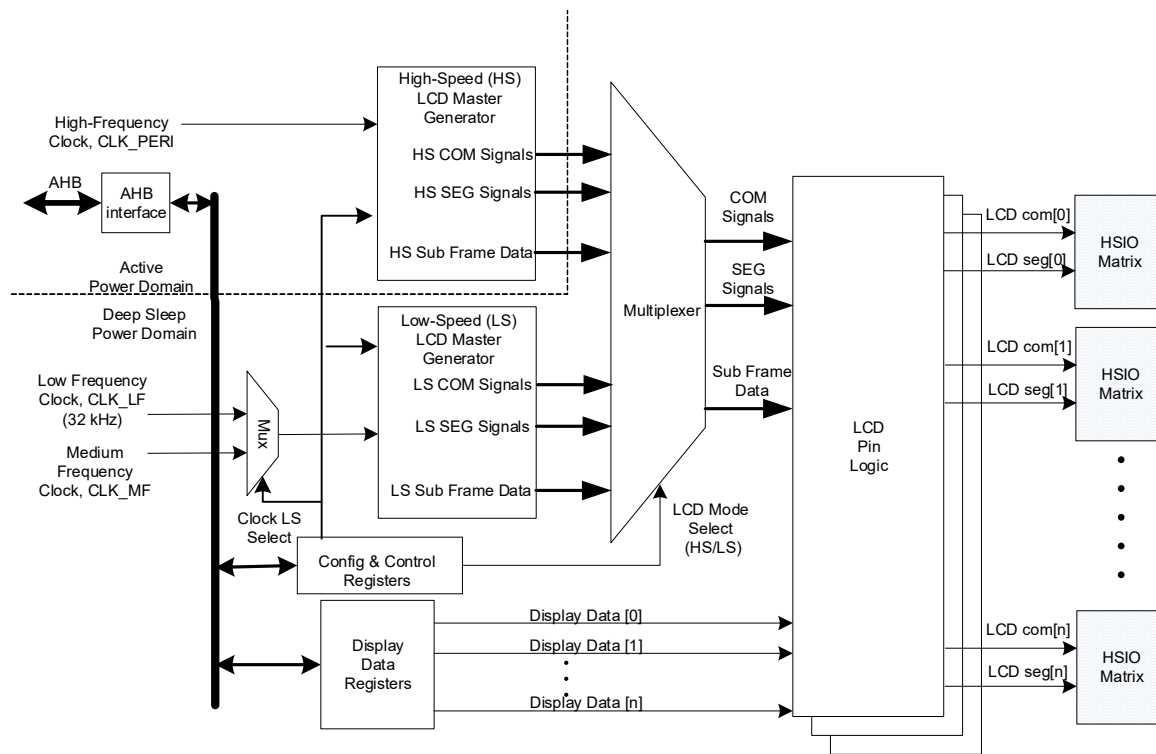 High-Speed (HS)
LCD Master
Generator
High-Frequency
Clock, CLK_PERI
HS COM Signals
HS SEG Signals
HS Sub Frame Data
AHB
AHB
interface
Active
Power Domain
Deep Sleep
Power Domain
Low-Speed (LS)
LCD Master
Generator
LS COM Signals
LS SEG Signals
LS Sub Frame Data
Low Frequency
Clock, CLK_LF
(32 kHz)
Medium
Frequency
Clock, CLK_MF
Mux
Clock LS
Select
Config & Control
Registers
Multiplexer
LCD Mode
Select
(HS/LS)
COM
Signals
SEG
Signals
Sub Frame
Data
LCD
Pin
Logic
Display
Data
Registers
Display Data [0]
Display Data [1]
Display Data [n]
LCD com[0]
LCD seg[0]
HSIO
Matrix
LCD com[1]
LCD seg[1]
HSIO
Matrix
LCD com[n]
LCD seg[n]
HSIO
Matrix